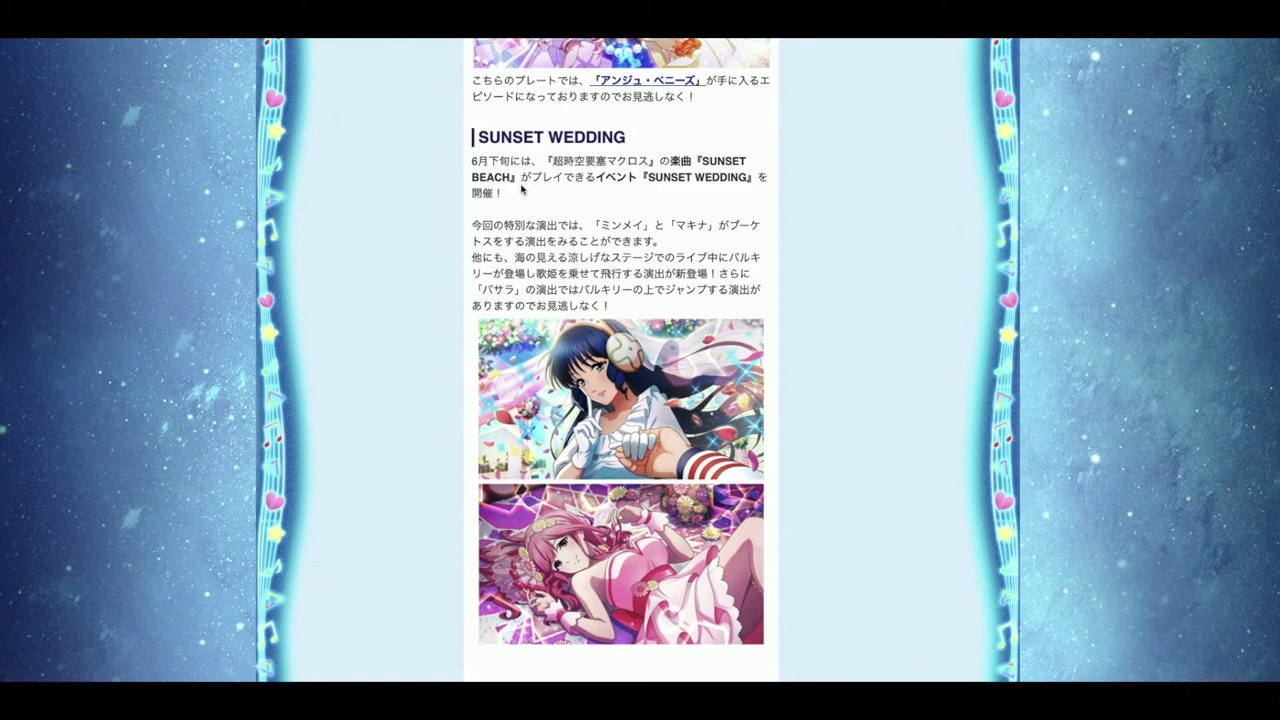 こちらのプレートでは、「アンジュ・ベニーズ」が手に入るエ
ピソードになっておりますのでお見逃しなく！
SUNSET WEDDING
6月下旬には、『超時空要塞マクロス』の楽曲『SUNSET
BEACH』がプレイできるイベント『SUNSET WEDDING』を
開催！
今回の特別な演出では、「ミンメイ」と「マキナ」がブーケ
トスをする演出をみることができます。
他にも、海の見える涼しげなステージでのライブ中にバルキ
リーが登場し歌姫を乗せて飛行する演出が新登場！さらに
「バサラ」の演出ではバルキリーの上でジャンプする演出が
ありますのでお見逃しなく！